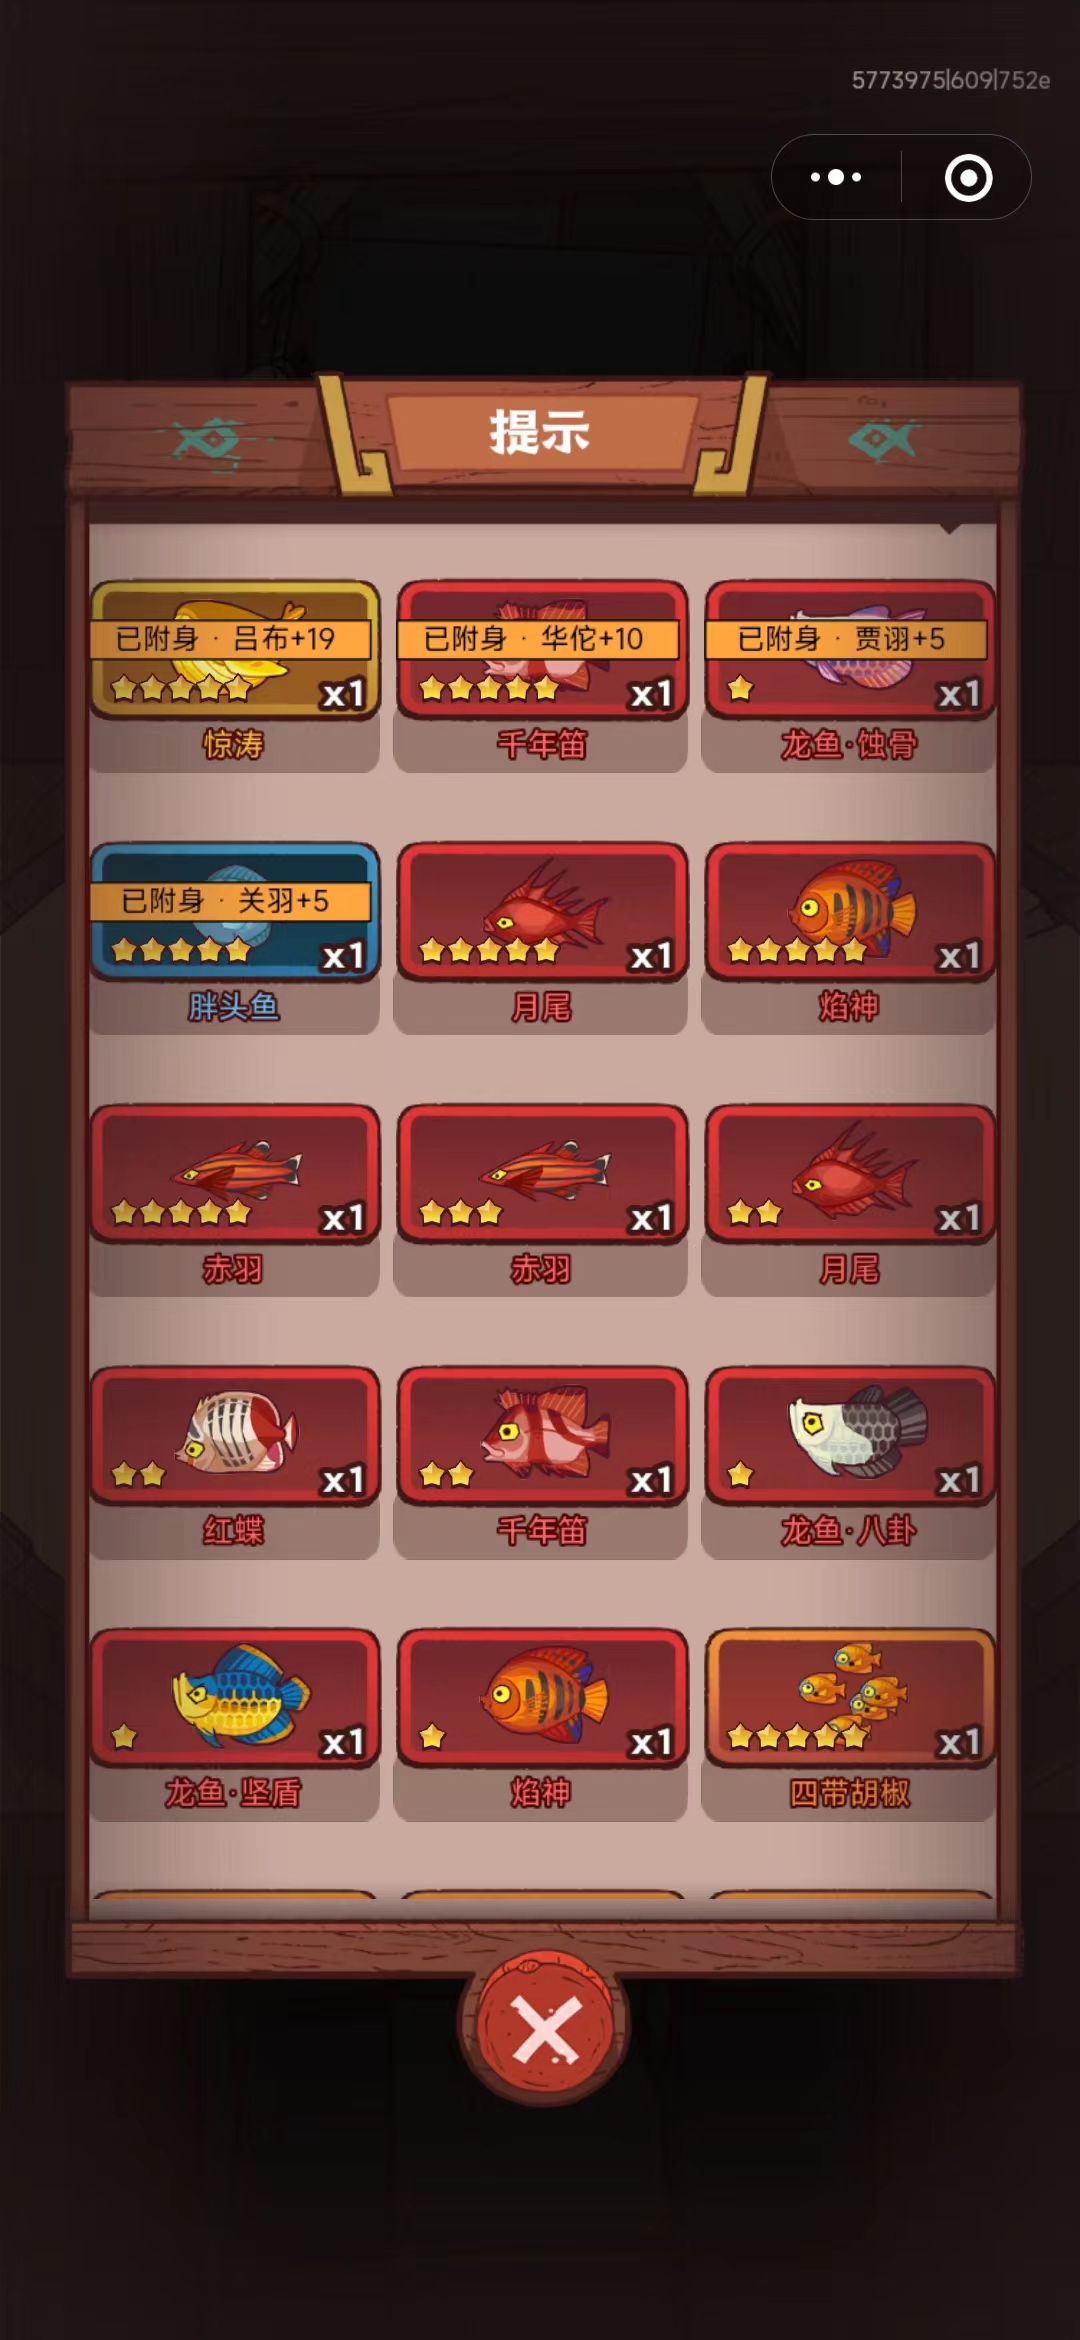 5773975|609|752e
提示
已附身 · 吕布+19
x1
惊涛
已附身 · 华佗+10
x1
千年笛
已附身 · 贾诩+5
x1
龙鱼·蚀骨
已附身 · 关羽+5
x1
胖头鱼
x1
月尾
x1
焰神
x1
赤羽
x1
赤羽
x1
月尾
x1
红蝶
x1
千年笛
x1
龙鱼·八卦
x1
龙鱼·坚盾
x1
焰神
x1
四带胡椒